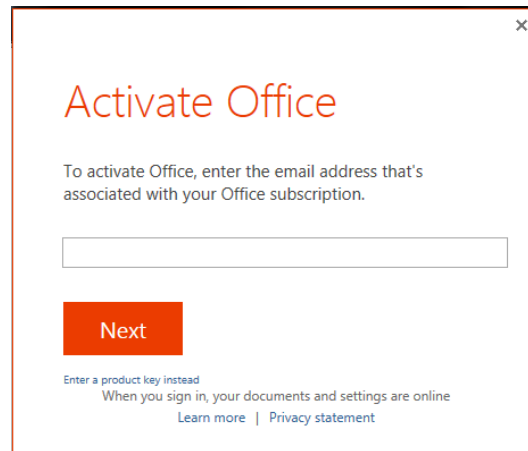 Activate Office
To activate Office, enter the email address that's
associated with your Office subscription.
Next
Enter a product key instead
When you sign in, your documents and settings are online
Learn more | Privacy statement